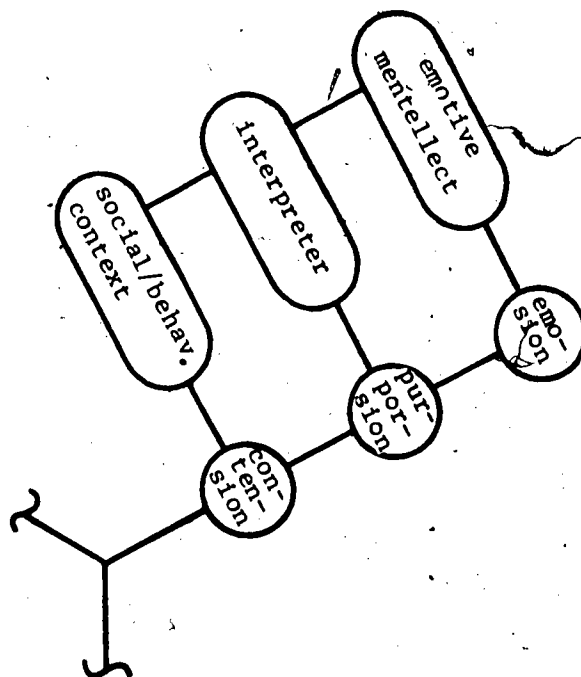 emotive
mentellect
interpreter
social/behav.
context
emo-
sion
pur-
por-
sion
con-
ten-
sion